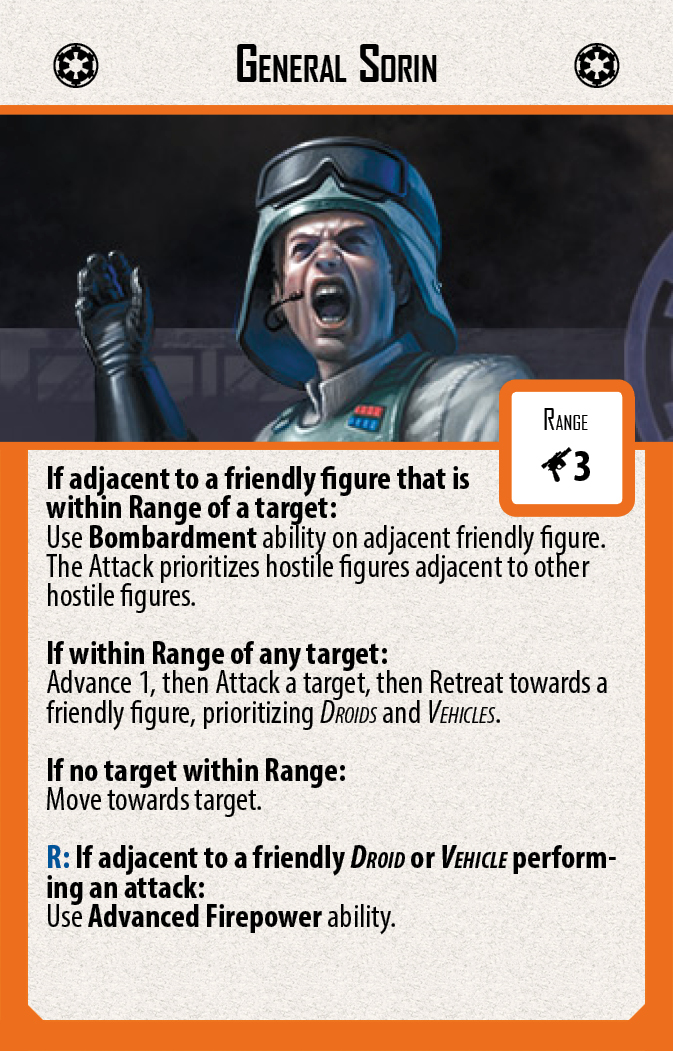 General Sorin
Range
3
If adjacent to a friendly figure that is
within Range of a target:
Use Bombardment ability on adjacent friendly figure.
The Attack prioritizes hostile figures adjacent to other
hostile figures.
If within Range of any target:
Advance 1, then Attack a target, then Retreat towards a
friendly figure, prioritizing Droids and Vehicles.
If no target within Range:
Move towards target.
R: If adjacent to a friendly Droid or Vehicle perform-
ing an attack:
Use Advanced Firepower ability.